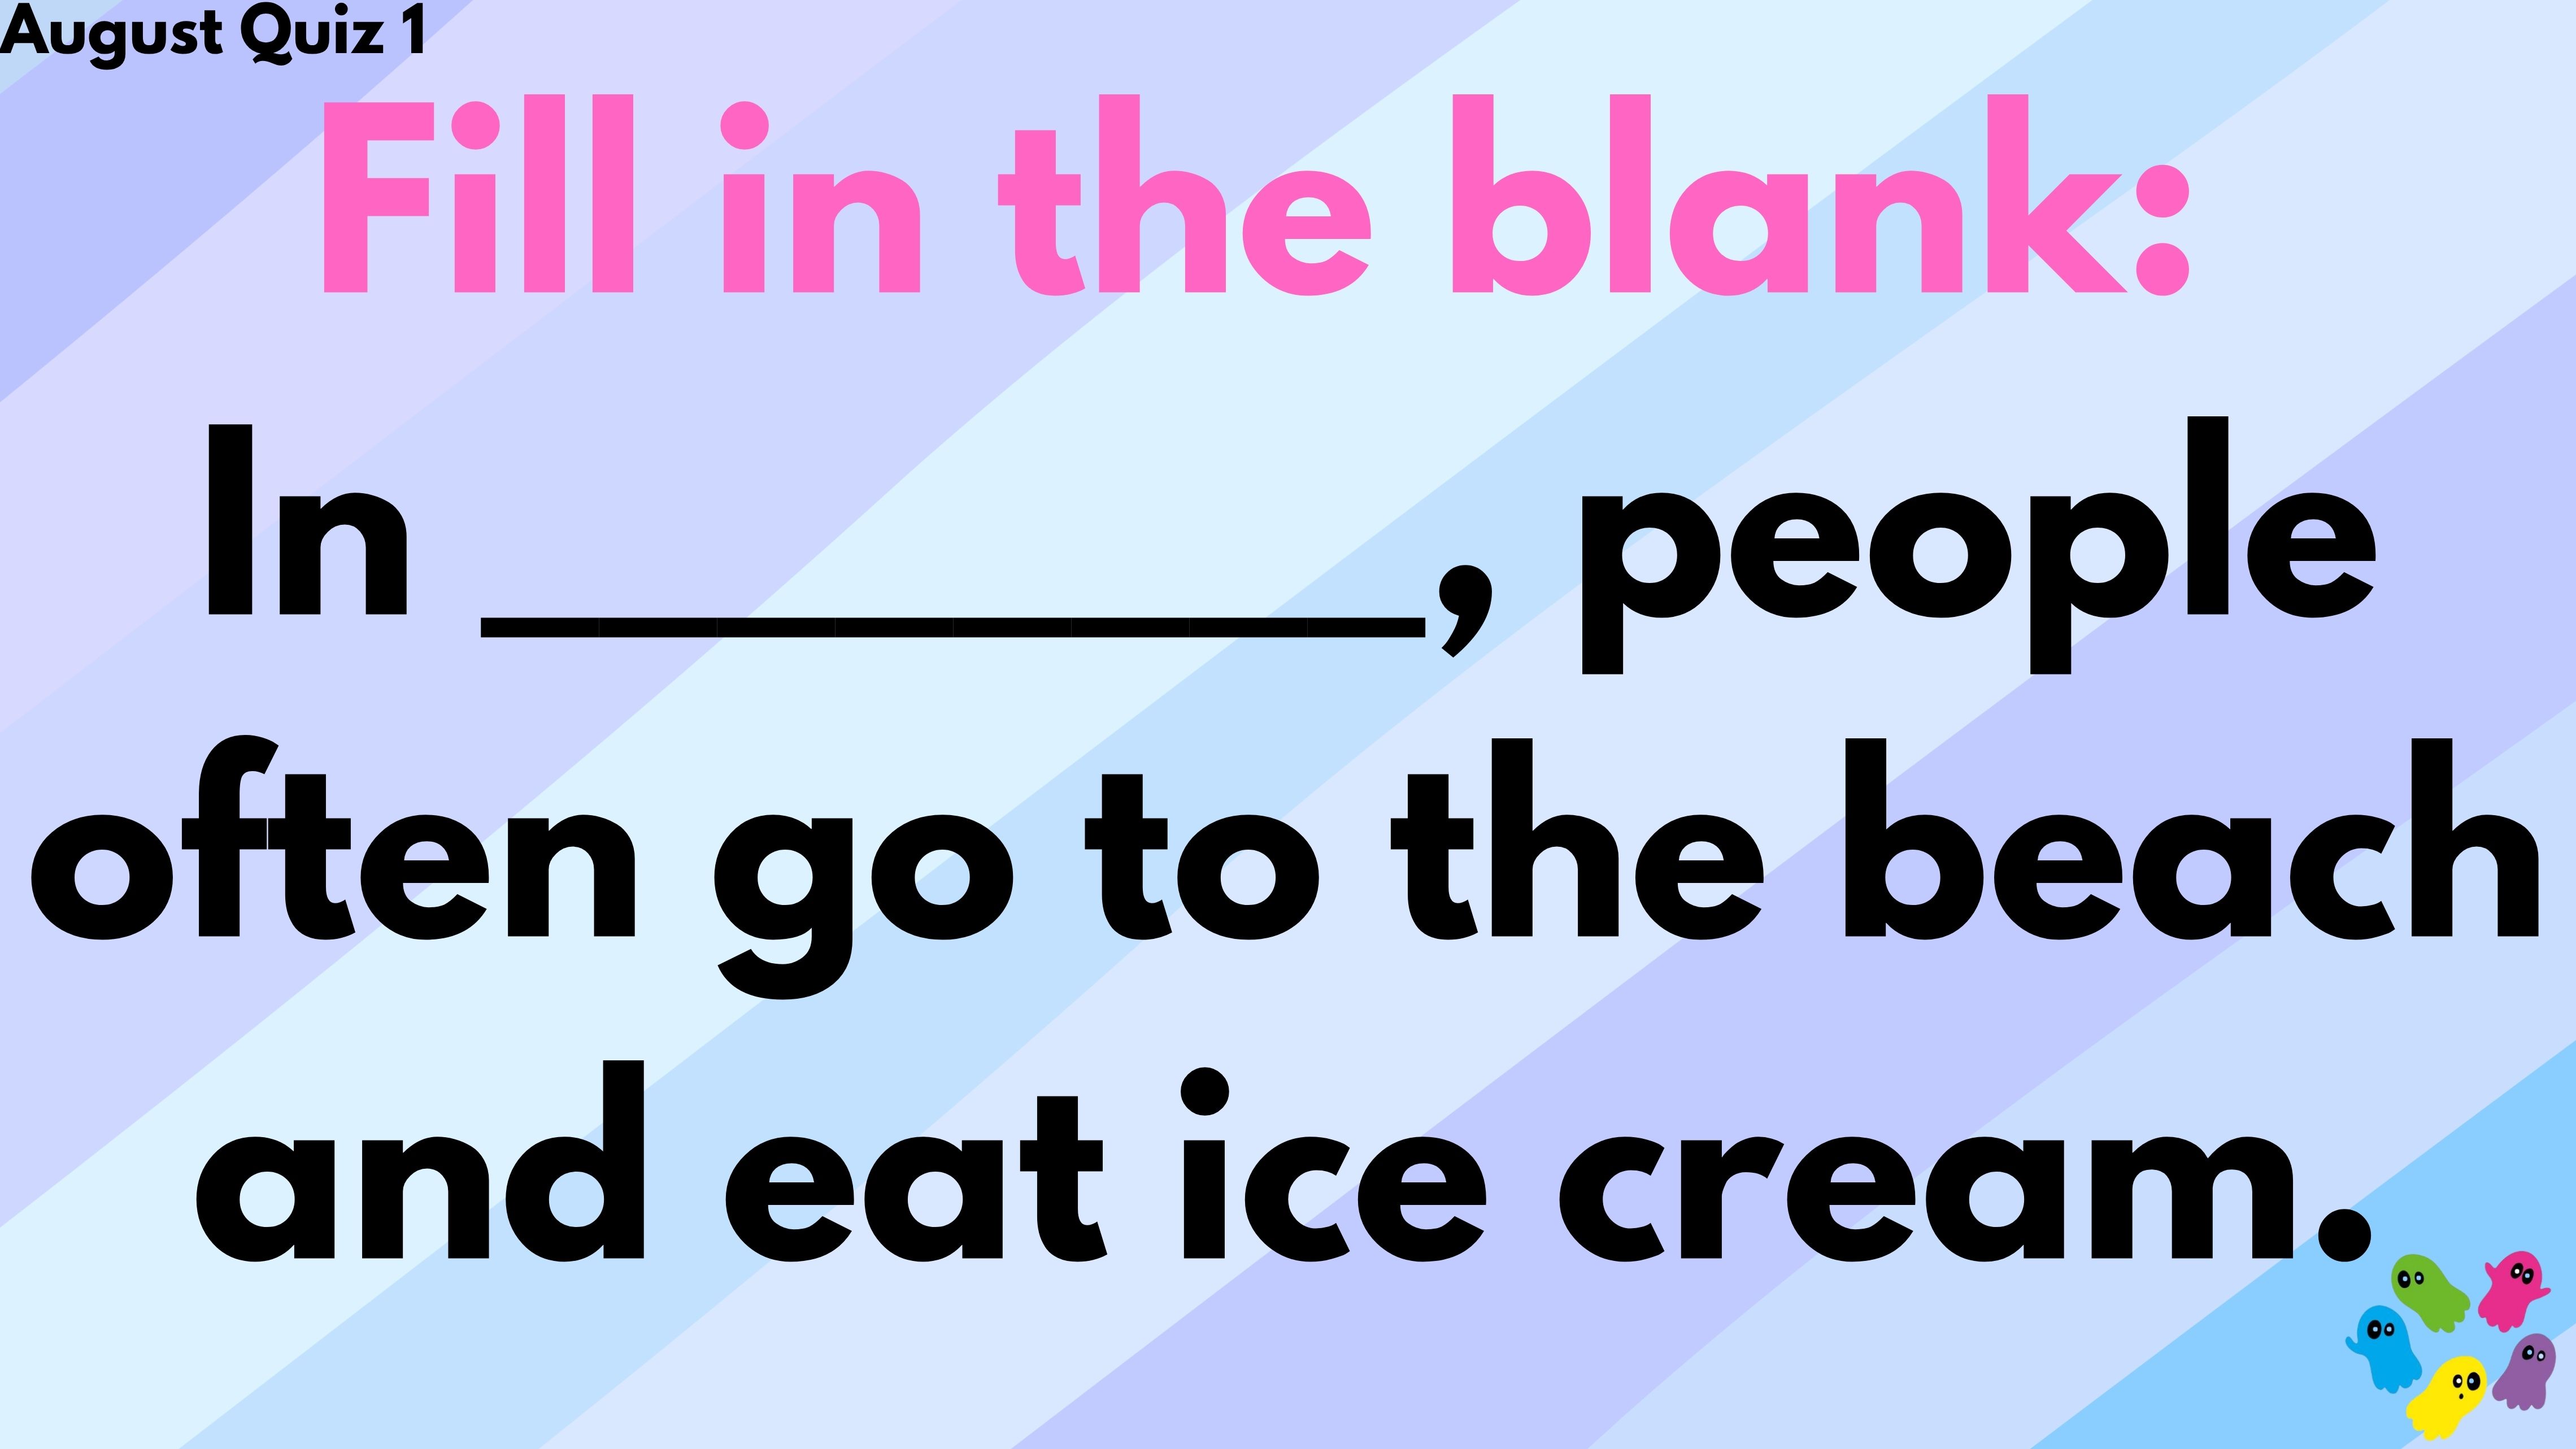 August Quiz 1
Fill in the blank:
In ________, people
often go to the beach
and eat ice cream.